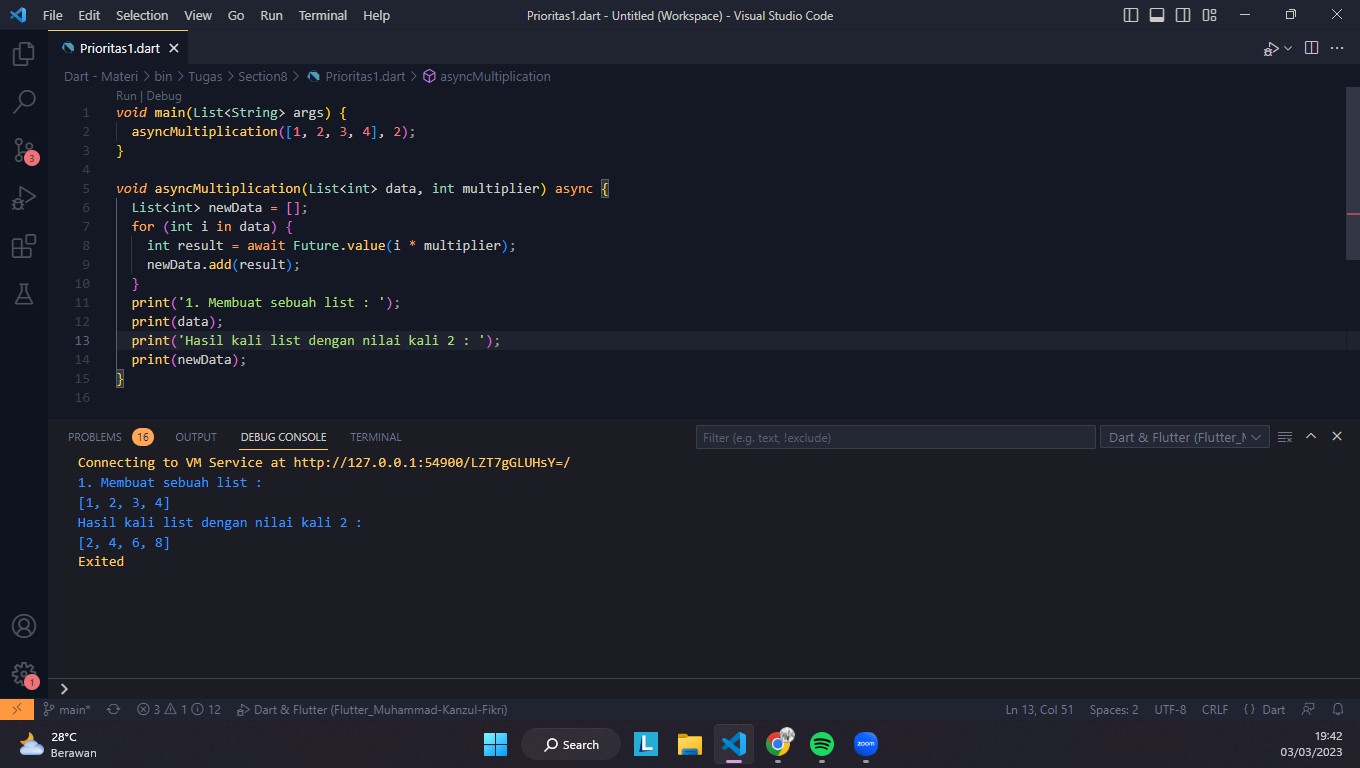 File Edit Selection View Go Run Terminal Help
Prioritas1.dart - Untitled (Workspace) - Visual Studio Code
Prioritas1.dart
Dart - Materi > bin > Tugas > Section8 > Prioritas1.dart > asyncMultiplication
Run | Debug
1 void main(List<String> args) {
2 asyncMultiplication([1, 2, 3, 4], 2);
3 }
4
5 void asyncMultiplication(List<int> data, int multiplier) async {
6 List<int> newData = [];
7 for (int i in data) {
8 int result = await Future.value(i * multiplier);
9 newData.add(result);
10 }
11 print('1. Membuat sebuah list : ');
12 print(data);
13 print('Hasil kali list dengan nilai kali 2 : ');
14 print(newData);
15 }
16
PROBLEMS 16 OUTPUT DEBUG CONSOLE TERMINAL
Filter (e.g. text, !exclude)
Dart & Flutter (Flutter_M
Connecting to VM Service at http://127.0.0.1:54900/LZT7gGLUHsY=/
1. Membuat sebuah list :
[1, 2, 3, 4]
Hasil kali list dengan nilai kali 2 :
[2, 4, 6, 8]
Exited
3
1
main* 3 1 12 Dart & Flutter (Flutter_Muhammad-Kanzul-Fikri)
Ln 13, Col 51 Spaces: 2 UTF-8 CRLF {} Dart
28°C
Berawan
Search
L
zoom
19:42
03/03/2023